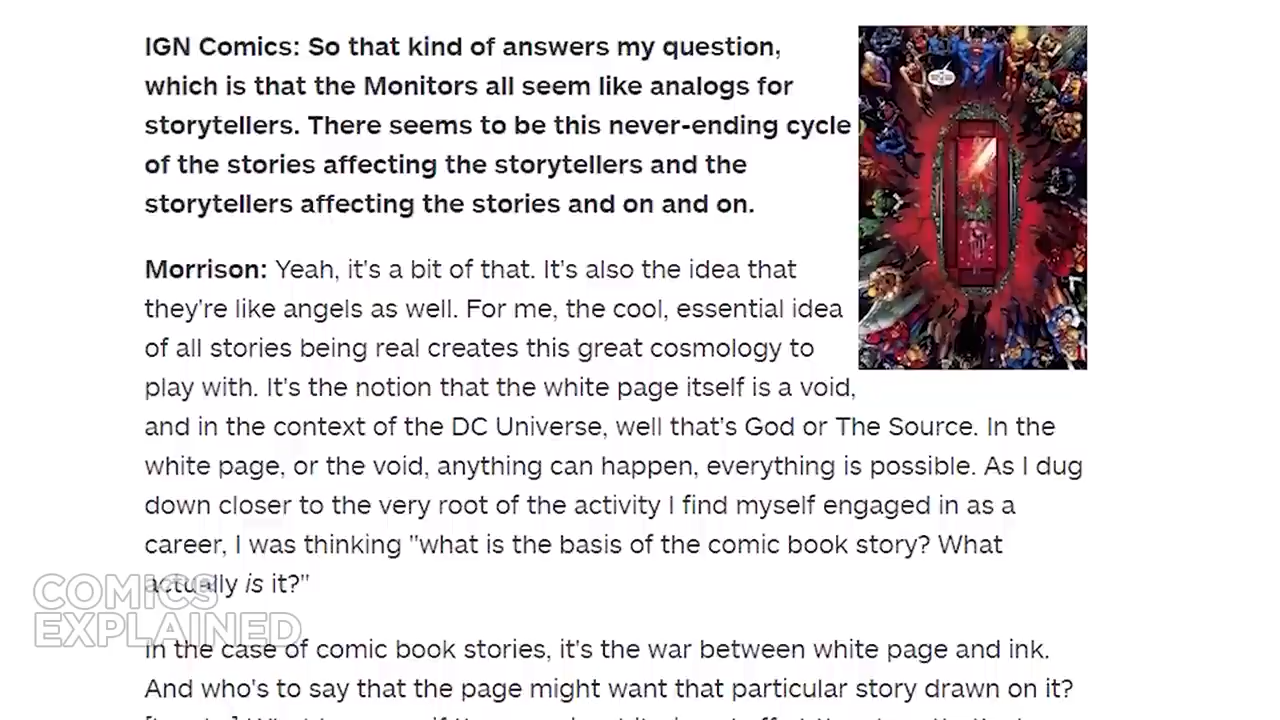 IGN Comics: So that kind of answers my question,
which is that the Monitors all seem like analogs for
storytellers. There seems to be this never-ending cycle
of the stories affecting the storytellers and the
storytellers affecting the stories and on and on.
Morrison: Yeah, it's a bit of that. It's also the idea that
they're like angels as well. For me, the cool, essential idea
of all stories being real creates this great cosmology to
play with. It's the notion that the white page itself is a void,
and in the context of the DC Universe, well that's God or The Source. In the
white page, or the void, anything can happen, everything is possible. As I dug
down closer to the very root of the activity I find myself engaged in as a
career, I was thinking "what is the basis of the comic book story? What
actually is it?"
COMICS
EXPLAINED
In the case of comic book stories, it's the war between white page and ink.
And who's to say that the page might want that particular story drawn on it?